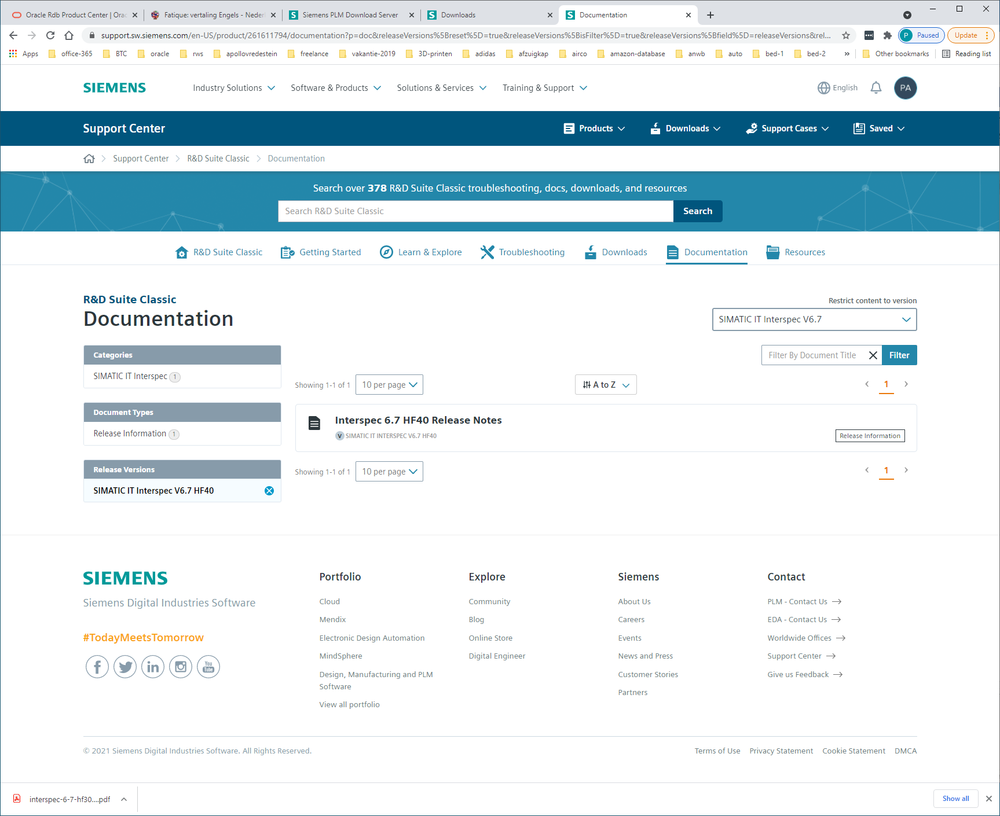 Oracle Rdb Product Center | Orac
Fatique: vertaling Engels - Neder
Siemens PLM Download Server
Downloads
Documentation
support.sw.siemens.com/en-US/product/261611794/documentation?p=doc&releaseVersions%5Breset%5D=true&releaseVersions%5BisFilter%5D=true&releaseVersions%5Bfield%5D=releaseVersions&rel...
P Paused
Update
Apps office-365 BTC oracle rws apollovredestein freelance vakantie-2019 3D-printen adidas afzuigkap airco amazon-database anwb auto bed-1 bed-2 » Other bookmarks Reading list
SIEMENS
Industry Solutions Software & Products Solutions & Services Training & Support
English
PA
Support Center
Products Downloads Support Cases Saved
Support Center R&D Suite Classic Documentation
Search over 378 R&D Suite Classic troubleshooting, docs, downloads, and resources
Search R&D Suite Classic
Search
R&D Suite Classic Getting Started Learn & Explore Troubleshooting Downloads Documentation Resources
R&D Suite Classic
Documentation
Restrict content to version
SIMATIC IT Interspec V6.7
Categories
SIMATIC IT Interspec 1
Document Types
Release Information 1
Release Versions
SIMATIC IT Interspec V6.7 HF40
Filter By Document Title
Filter
Showing 1-1 of 1
10 per page
A to Z
1
Interspec 6.7 HF40 Release Notes
V SIMATIC IT INTERSPEC V6.7 HF40
Release Information
Showing 1-1 of 1
10 per page
1
SIEMENS
Siemens Digital Industries Software
#TodayMeetsTomorrow
You
Tube
Portfolio
Cloud
Mendix
Electronic Design Automation
MindSphere
Design, Manufacturing and PLM
Software
View all portfolio
Explore
Community
Blog
Online Store
Digital Engineer
Siemens
About Us
Careers
Events
News and Press
Customer Stories
Partners
Contact
PLM - Contact Us
EDA - Contact Us
Worldwide Offices
Support Center
Give us Feedback
© 2021 Siemens Digital Industries Software. All Rights Reserved.
Terms of Use Privacy Statement Cookie Statement DMCA
interspec-6-7-hf30....pdf
Show all